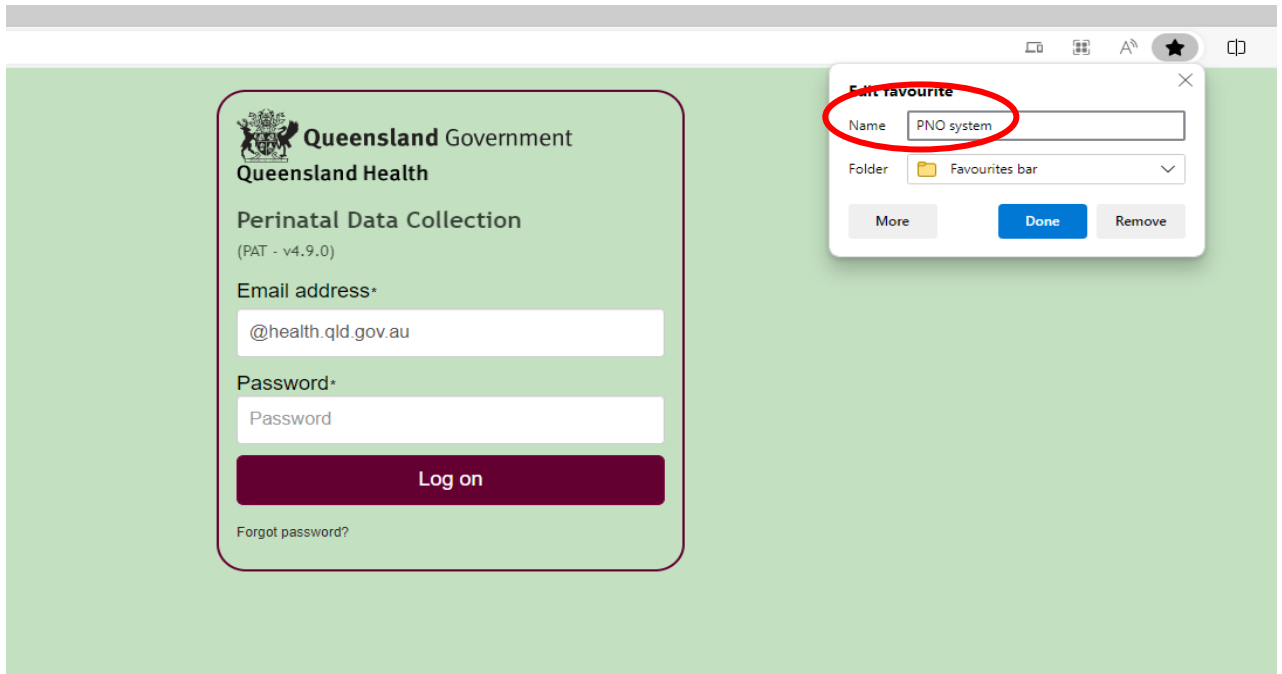 Queensland Government
Queensland Health
Perinatal Data Collection
(PAT - v4.9.0)
Email address*
@health.qld.gov.au
Password*
Password
Log on
Forgot password?
Edit favourite
Name PNO system
Folder Favourites bar
More Done Remove